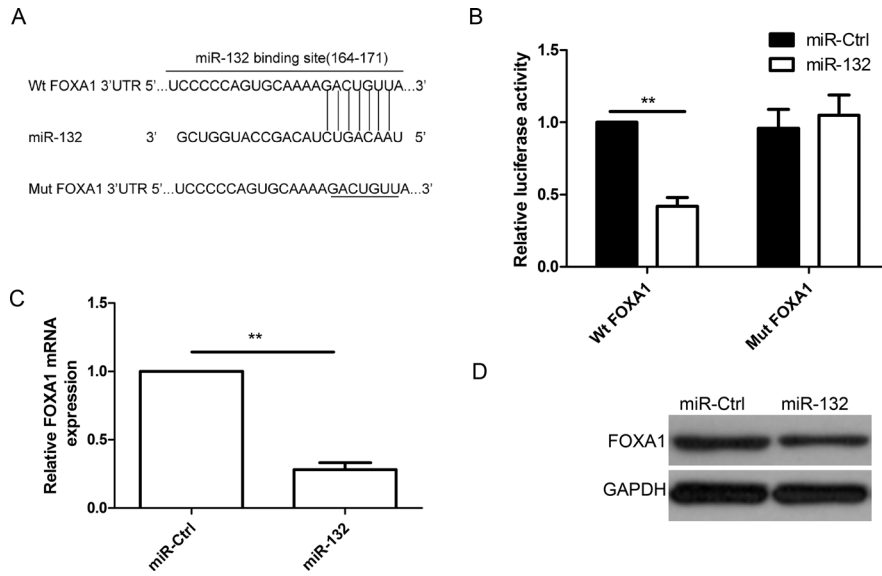 A
miR-132 binding site(164-171)
Wt FOXA1 3'UTR 5'...UCCCCCAGUGCAAAAGACUGUUA...3'
miR-132 3' GCUGGUACCGACAUCUGACAAU 5'
Mut FOXA1 3'UTR 5'...UCCCCCAGUGCAAAAGACUGUUA...3'
B
miR-Ctrl
miR-132
Relative luciferase activity
1.5
1.0
0.5
0.0
**
Wt FOXA1
Mut FOXA1
C
Relative FOXA1 mRNA
expression
1.5
1.0
0.5
0.0
**
miR-Ctrl
miR-132
D
miR-Ctrl miR-132
FOXA1
GAPDH